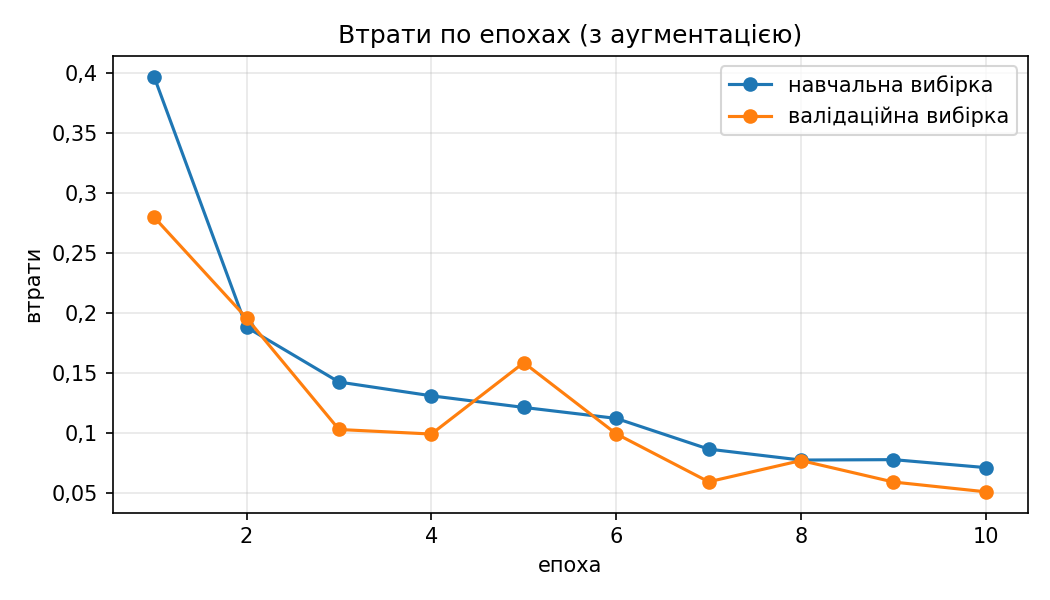 Втрати по епохах (з аугментацією)
навчальна вибірка
валідаційна вибірка
втрати
0,4
0,35
0,3
0,25
0,2
0,15
0,1
0,05
2 4 6 8 10
епоха